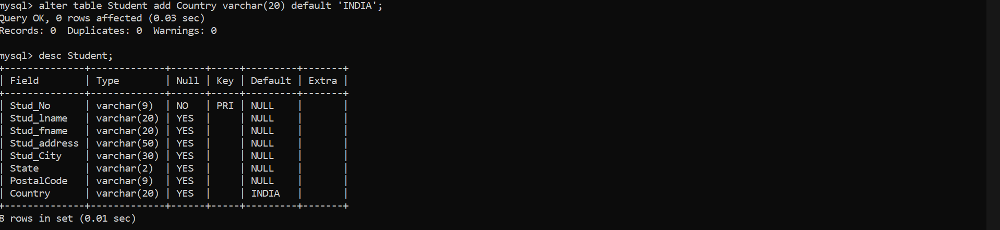 mysql> alter table Student add Country varchar(20) default 'INDIA';
Query OK, 0 rows affected (0.03 sec)
Records: 0  Duplicates: 0  Warnings: 0

mysql> desc Student;
+--------------+-------------+------+-----+---------+-------+
| Field        | Type        | Null | Key | Default | Extra |
+--------------+-------------+------+-----+---------+-------+
| Stud_No      | varchar(9)  | NO   | PRI | NULL    |       |
| Stud_lname   | varchar(20) | YES  |     | NULL    |       |
| Stud_fname   | varchar(20) | YES  |     | NULL    |       |
| Stud_address | varchar(50) | YES  |     | NULL    |       |
| Stud_City    | varchar(30) | YES  |     | NULL    |       |
| State        | varchar(2)  | YES  |     | NULL    |       |
| PostalCode   | varchar(9)  | YES  |     | NULL    |       |
| Country      | varchar(20) | YES  |     | INDIA   |       |
+--------------+-------------+------+-----+---------+-------+
8 rows in set (0.01 sec)